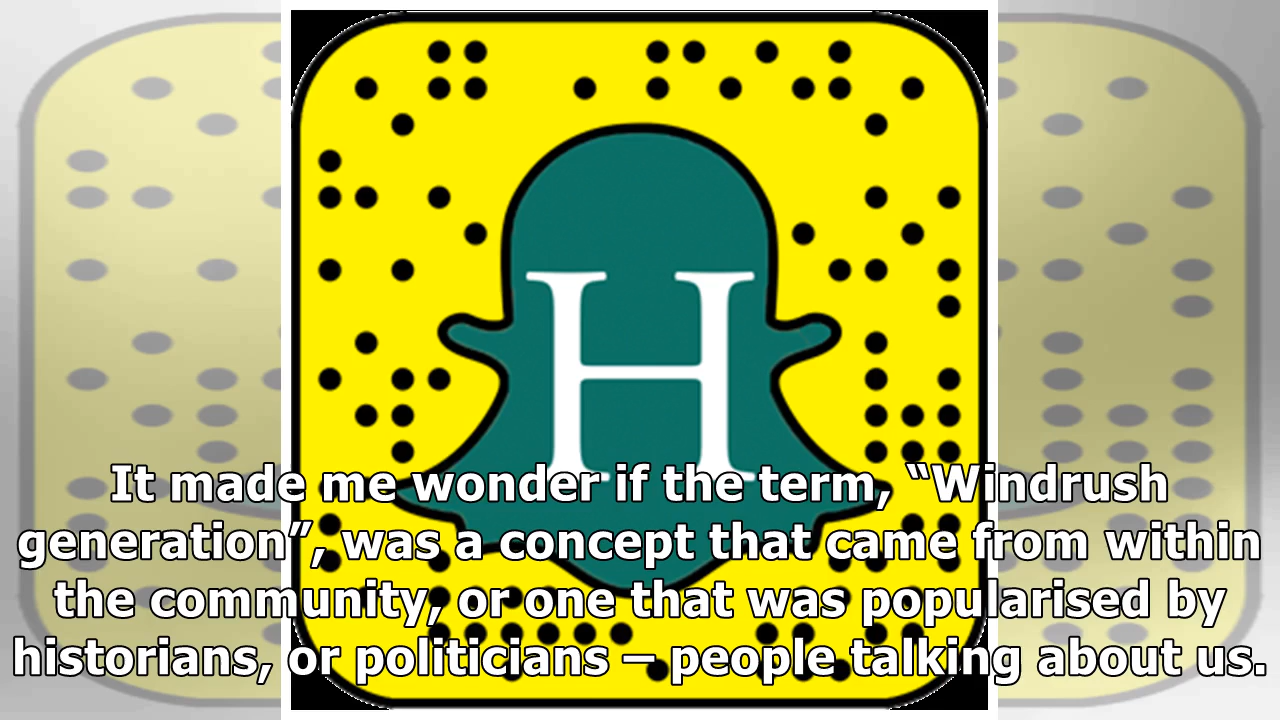 H
It made me wonder if the term, “Windrush
generation”, was a concept that came from within
the community, or one that was popularised by
historians, or politicians – people talking about us.